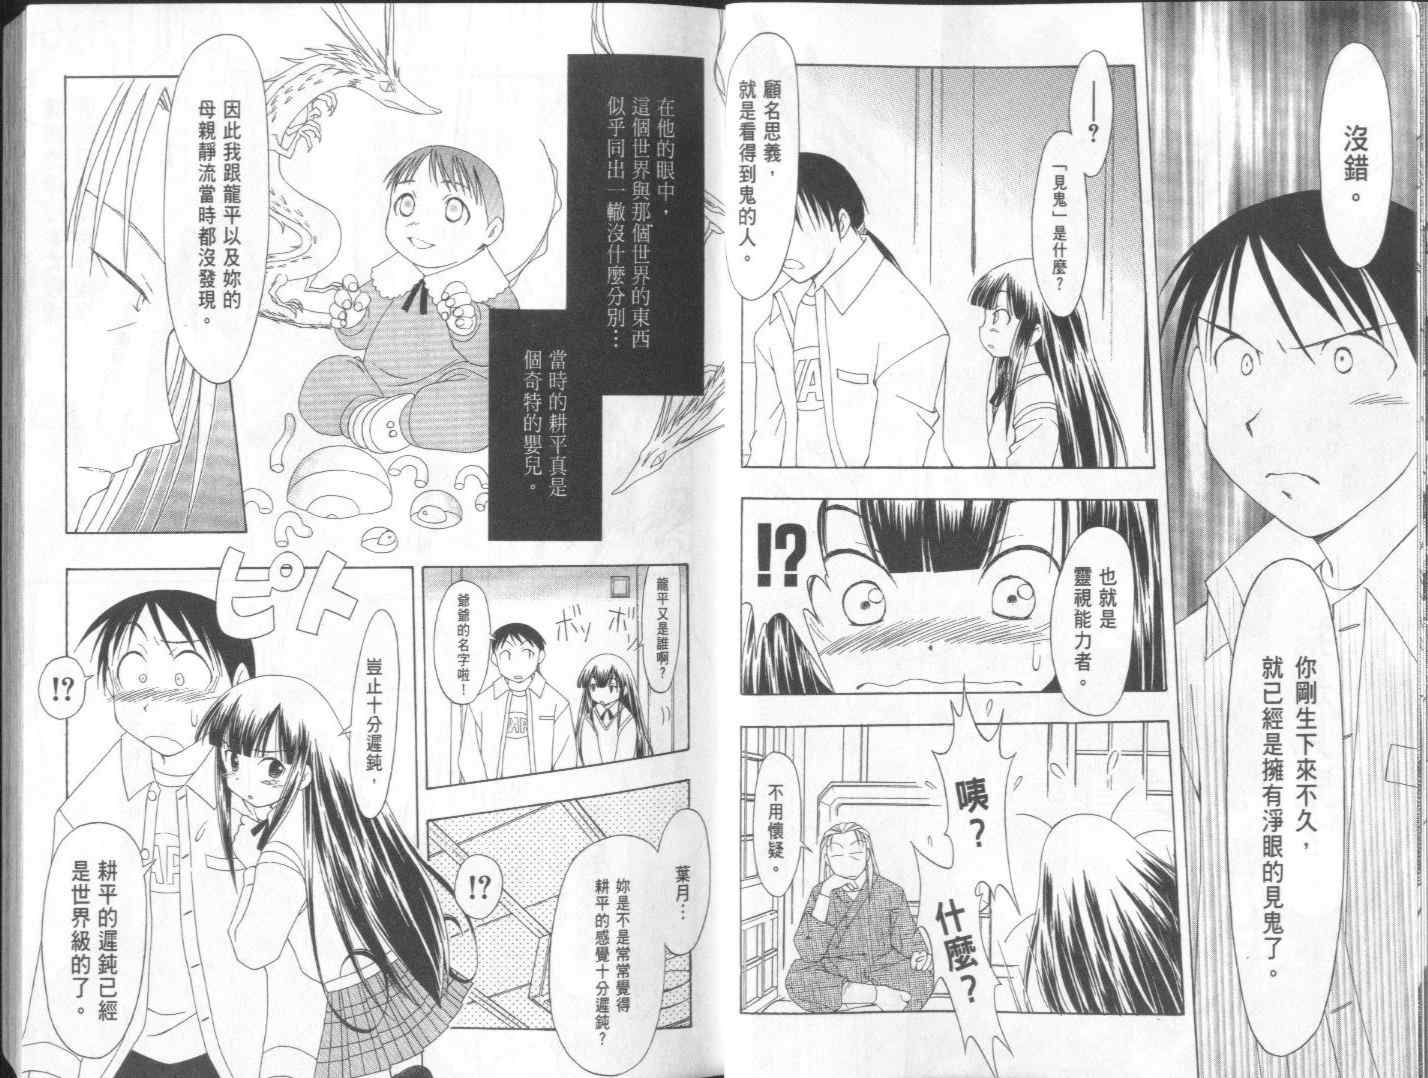 沒錯。
你剛生下來不久，
就已經是擁有淨眼的見鬼了。
——？
「見鬼」是什麼？
顧名思義，
就是看得到鬼的人。
也就是
靈視能力者。
!?
咦？
什麼？
不用懷疑。
在他的眼中，
這個世界與那個世界的東西
似乎同出一轍沒什麼分別…
當時的耕平真是
個奇特的嬰兒。
因此我跟龍平以及妳的
母親靜流當時都沒發現。
龍平又是誰啊？
ボソ
ボソ
爺爺的名字啦！
葉月…
妳是不是常常覺得
耕平的感覺十分遲鈍？
!?
ピト
豈止十分遲鈍，
!?
耕平的遲鈍已經
是世界級的了。